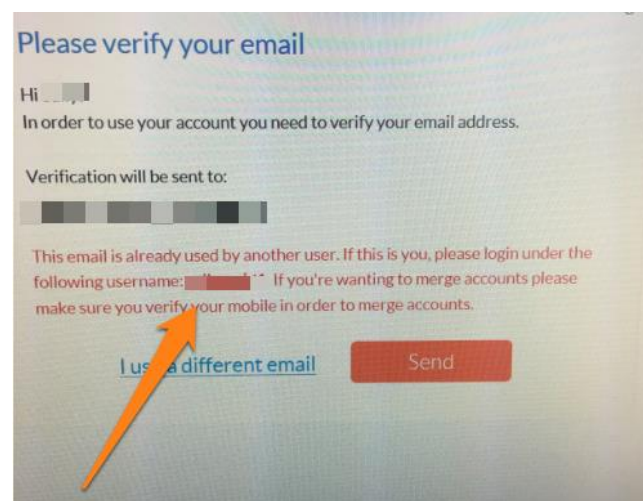 Please verify your email
Hi
In order to use your account you need to verify your email address.
Verification will be sent to:
This email is already used by another user. If this is you, please login under the
following username: If you're wanting to merge accounts please
make sure you verify your mobile in order to merge accounts.
I use a different email
Send